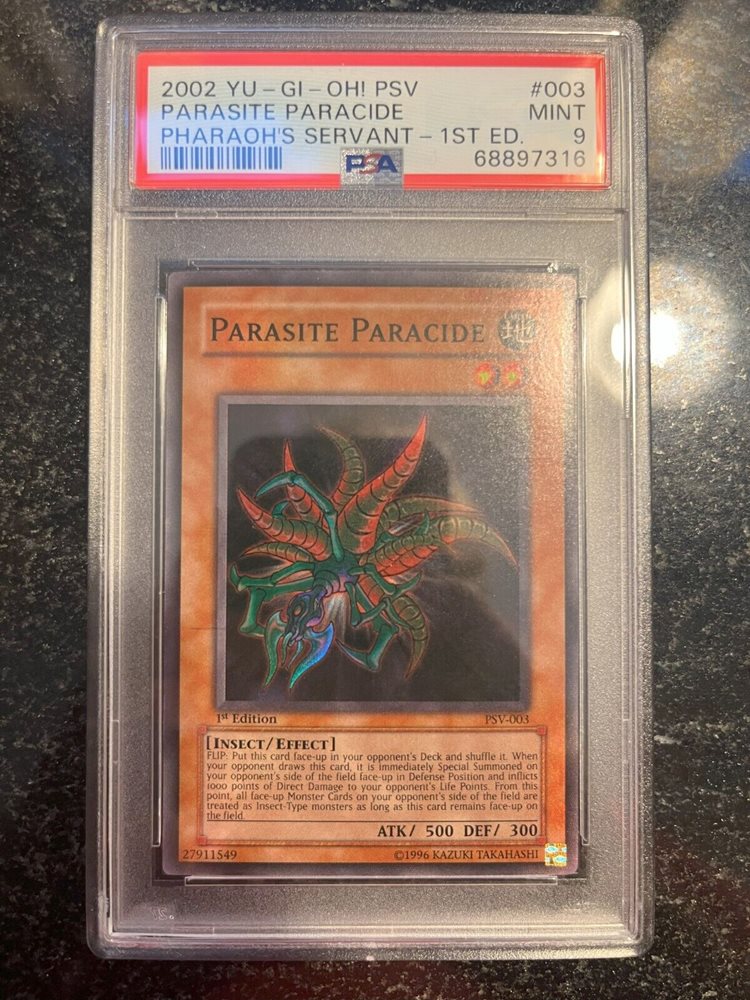 2002 YU-GI-OH! PSV #003
PARASITE PARACIDE MINT
PHARAOH'S SERVANT - 1ST ED. 9
PSA 68897316
PARASITE PARACIDE 地
1st Edition PSV-003
[INSECT/EFFECT]
FLIP: Put this card face-up in your opponent's Deck and shuffle it. When
your opponent draws this card, it is immediately Special Summoned on
your opponent's side of the field face-up in Defense Position and inflicts
1000 points of Direct Damage to your opponent's Life Points. From this
point, all face-up Monster Cards on your opponent's side of the field are
treated as Insect-Type monsters as long as this card remains face-up on
the field.
ATK/ 500 DEF/ 300
27911549 ©1996 KAZUKI TAKAHASHI